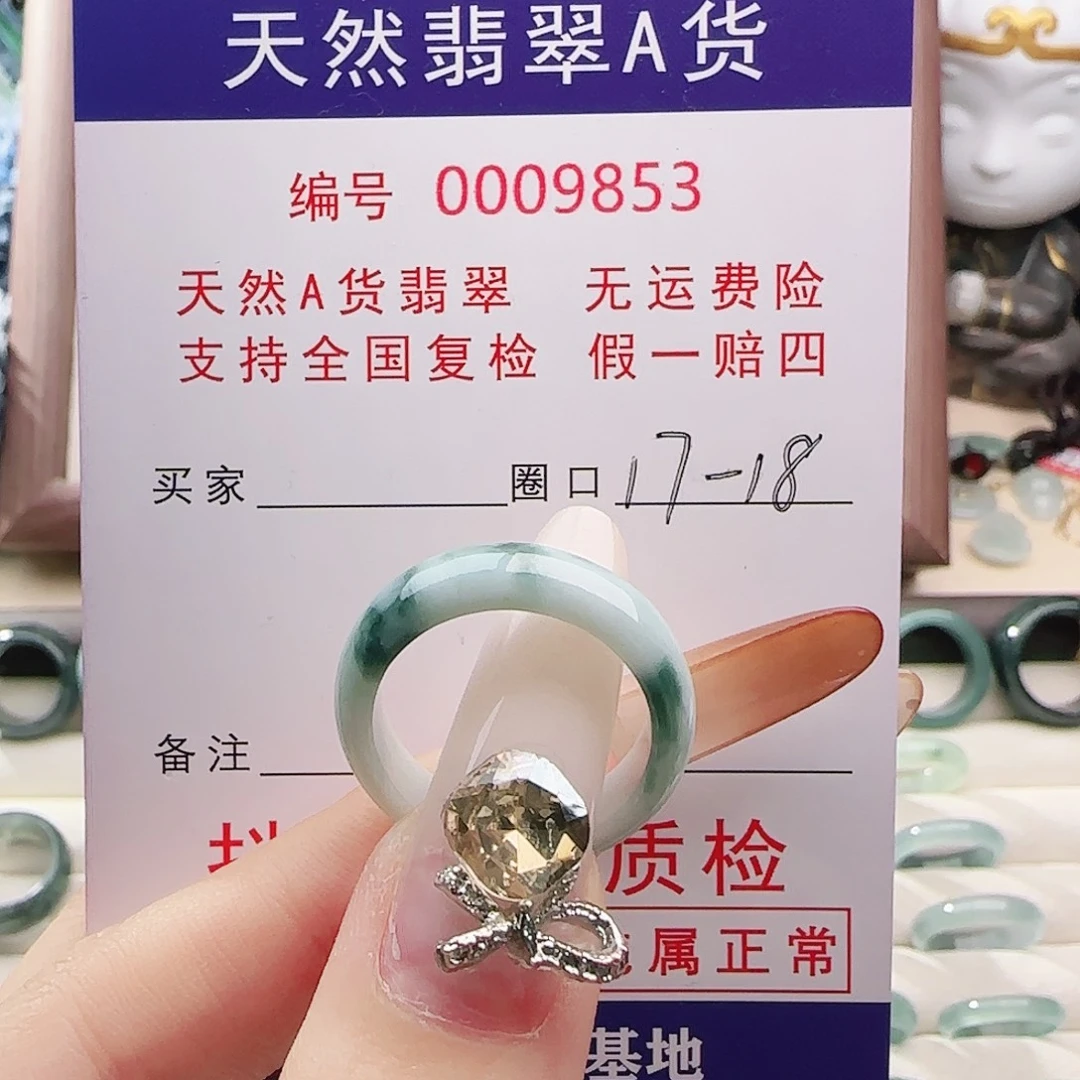 天然翡翠A货
编号 0009853
天然A货翡翠 无运费险
支持全国复检 假一赔四
买家 圈口 17-18
备注
质检
属正常
基地